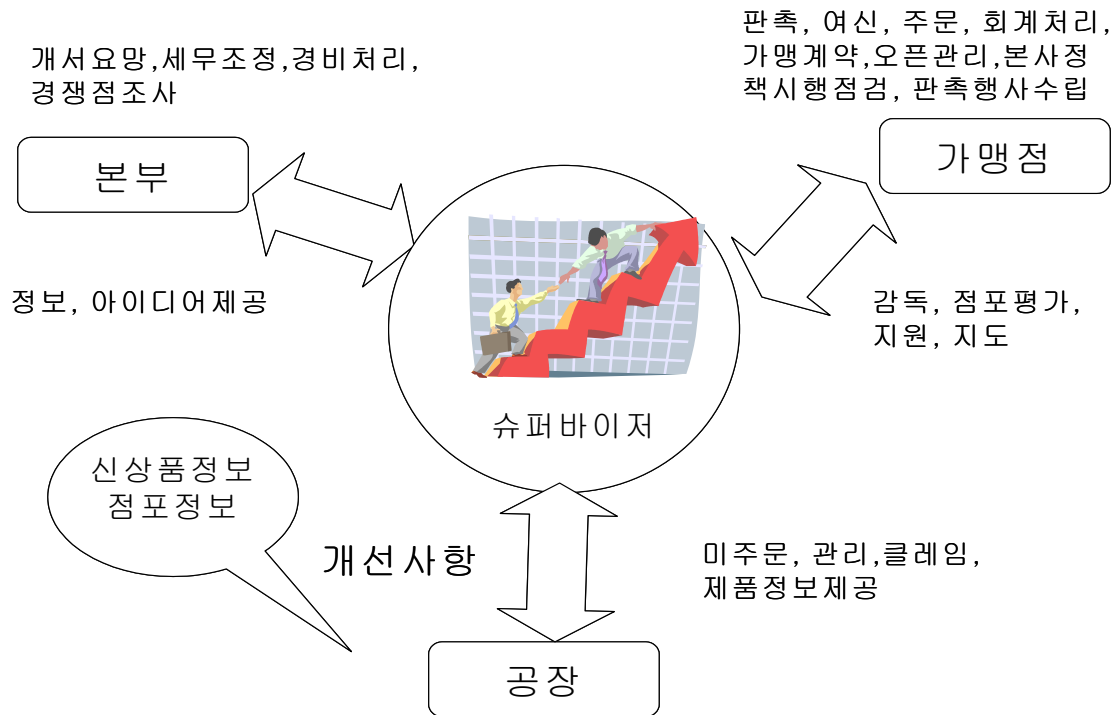 판촉, 여신, 주문, 회계처리,
가맹계약,오픈관리,본사정
책시행점검, 판촉행사수립
개서요망,세무조정,경비처리,
경쟁점조사
본부
가맹점
정보, 아이디어제공
감독, 점포평가,
지원, 지도
슈퍼바이저
신상품정보
점포정보
개선사항
미주문, 관리,클레임,
제품정보제공
공장